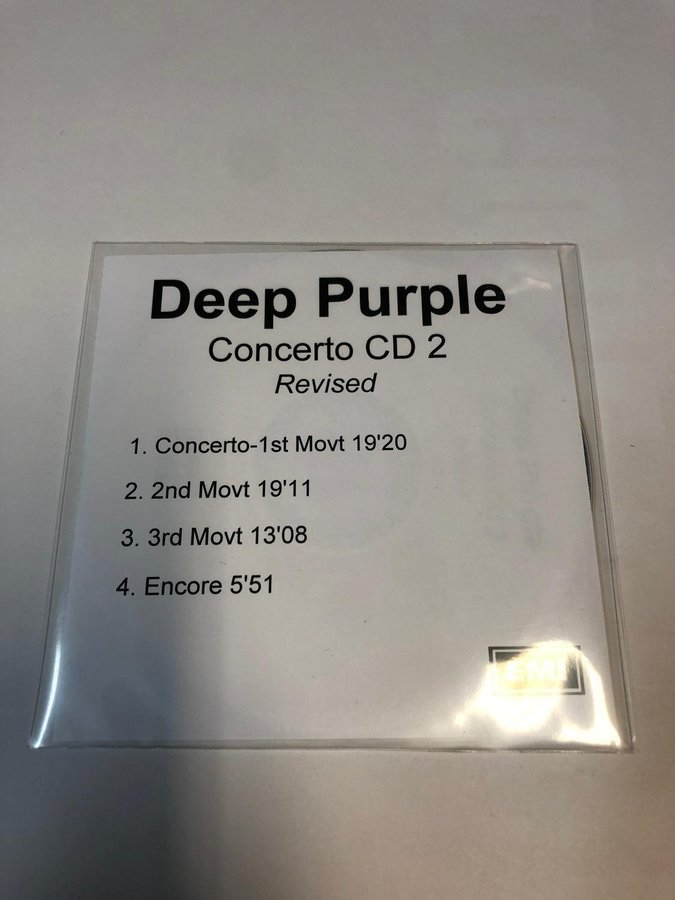 Deep Purple
Concerto CD 2
Revised
1. Concerto-1st Movt 19'20
2. 2nd Movt 19'11
3. 3rd Movt 13'08
4. Encore 5'51
EMI